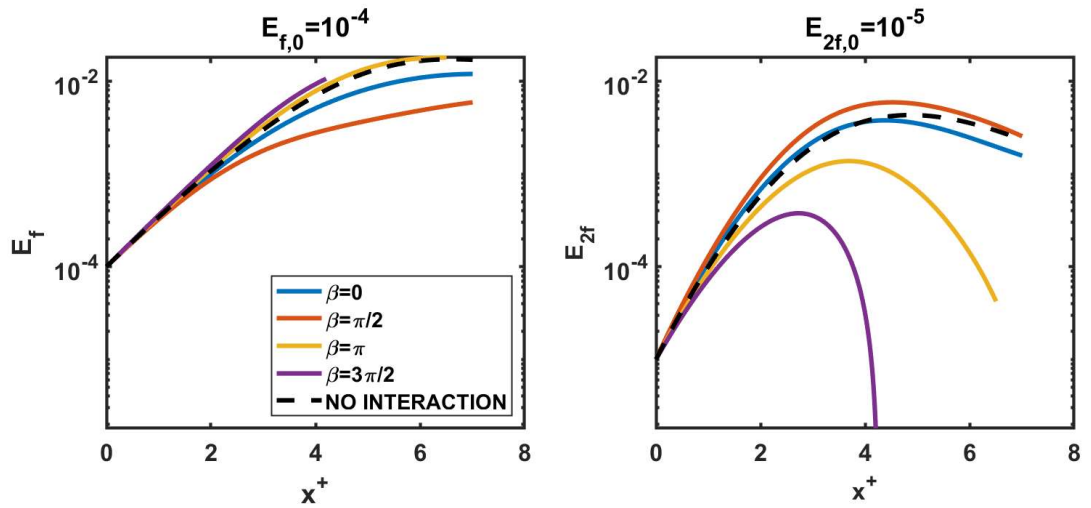 E_f,0=10^-4
E_f
10^-2
10^-4
0 2 4 6 8
x^+
β=0
β=π/2
β=π
β=3π/2
NO INTERACTION
E_2f,0=10^-5
E_2f
10^-2
10^-4
0 2 4 6 8
x^+